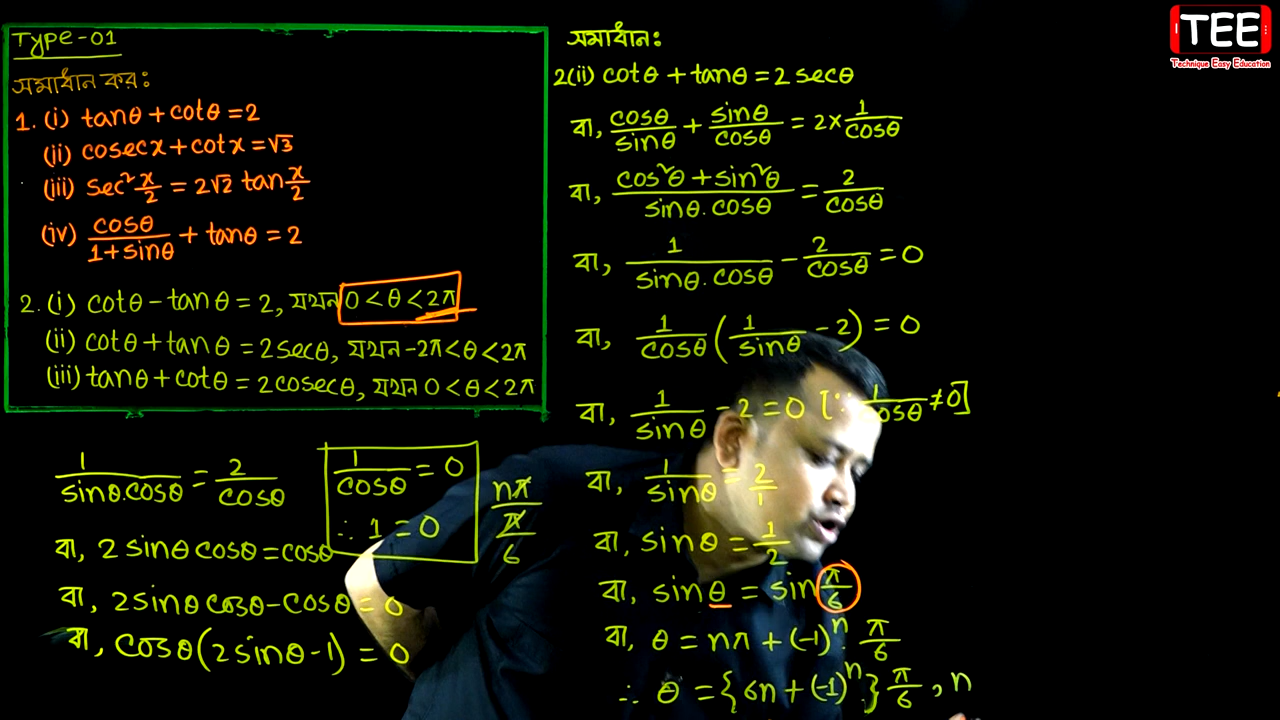 Type-01
সমাধান কর:
1. (i) tanθ + cotθ = 2
(ii) cosecx + cotx = √3
(iii) sec² x/2 = 2√2 tan x/2
(iv) cosθ/(1+sinθ) + tanθ = 2
2. (i) cotθ - tanθ = 2, যখন 0 < θ < 2π
(ii) cotθ + tanθ = 2secθ, যখন -2π < θ < 2π
(iii) tanθ + cotθ = 2cosecθ, যখন 0 < θ < 2π
1/(sinθ.cosθ) = 2/cosθ
বা, 2 sinθ cosθ = cosθ
বা, 2sinθ cosθ - cosθ = 0
বা, cosθ(2sinθ-1) = 0
1/cosθ = 0
∴ 1 = 0
nπ/(π/6)
সমাধান:
2(ii) cotθ + tanθ = 2 secθ
বা, cosθ/sinθ + sinθ/cosθ = 2 × 1/cosθ
বা, (cos²θ + sin²θ)/(sinθ.cosθ) = 2/cosθ
বা, 1/(sinθ.cosθ) - 2/cosθ = 0
বা, 1/cosθ (1/sinθ - 2) = 0
বা, 1/sinθ - 2 = 0 [∵ 1/cosθ ≠ 0]
বা, 1/sinθ = 2/1
বা, sinθ = 1/2
বা, sinθ = sin π/6
বা, θ = nπ + (-1)ⁿ. π/6
∴ θ = {6n + (-1)ⁿ} π/6, n
TEE
Technique Easy Education